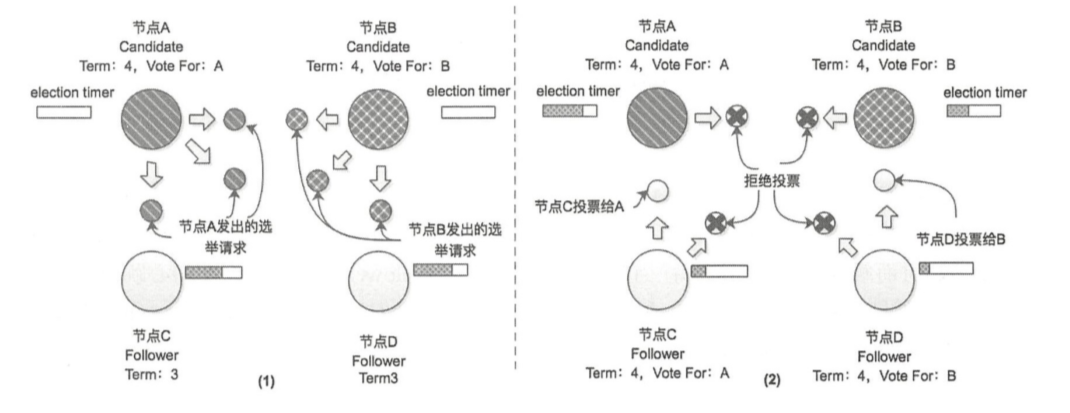 节点A
Candidate
Term: 4, Vote For: A
election timer
节点B
Candidate
Term: 4, Vote For: B
election timer
节点A发出的选
举请求
节点B发出的选
举请求
节点C
Follower
Term: 3
节点D
Follower
Term3
(1)
节点A
Candidate
Term: 4, Vote For: A
election timer
节点B
Candidate
Term: 4, Vote For: B
election timer
拒绝投票
节点C投票给A
节点D投票给B
节点C
Follower
Term: 4, Vote For: A
节点D
Follower
Term: 4, Vote For: B
(2)